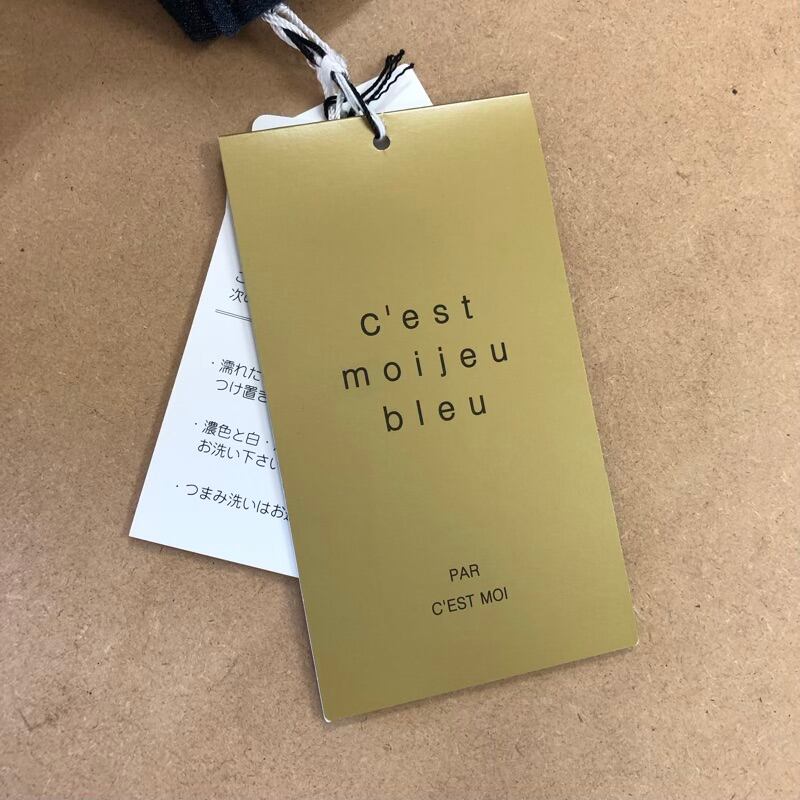 c'est
moijeu
bleu
PAR
C'EST MOI
次
・濡れた
つけ置き
・濃色と白・
お洗い下さい
・つまみ洗いはお